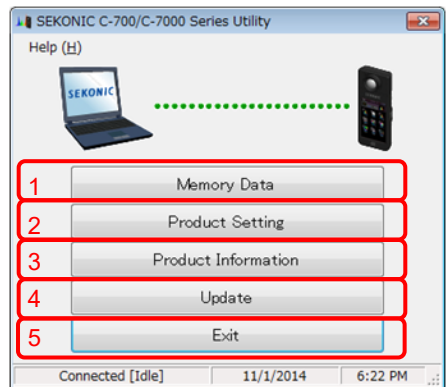 SEKONIC C-700/C-7000 Series Utility
Help (H)
SEKONIC
1 Memory Data
2 Product Setting
3 Product Information
4 Update
5 Exit
Connected [Idle] 11/1/2014 6:22 PM